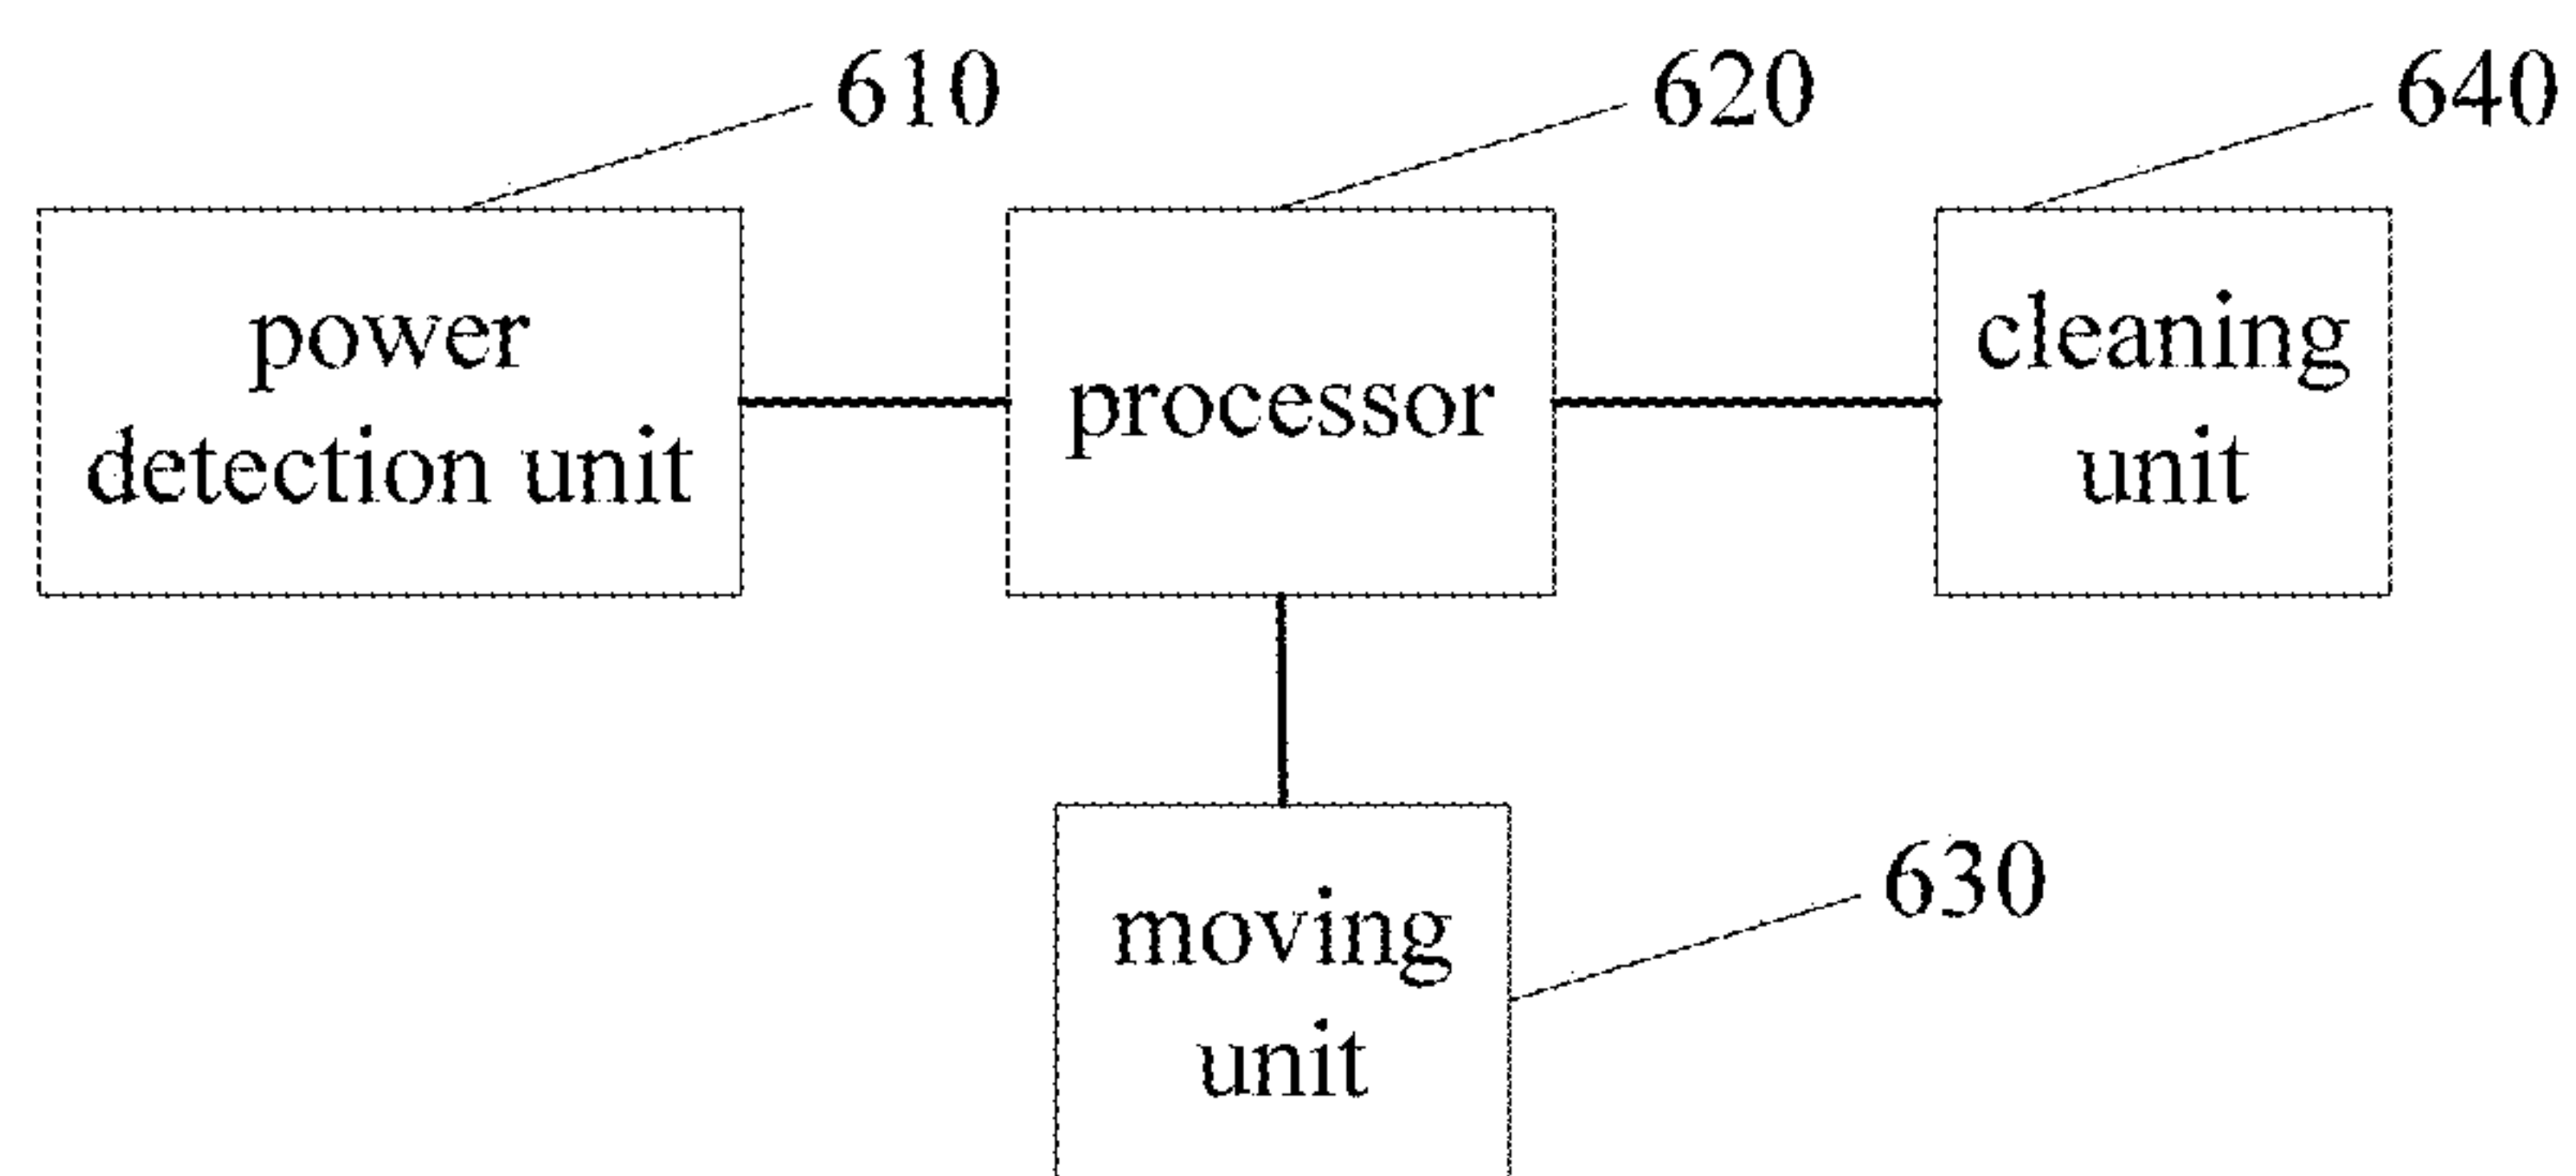 610
620
640
power
detection unit
processor
cleaning
unit
630
moving
unit